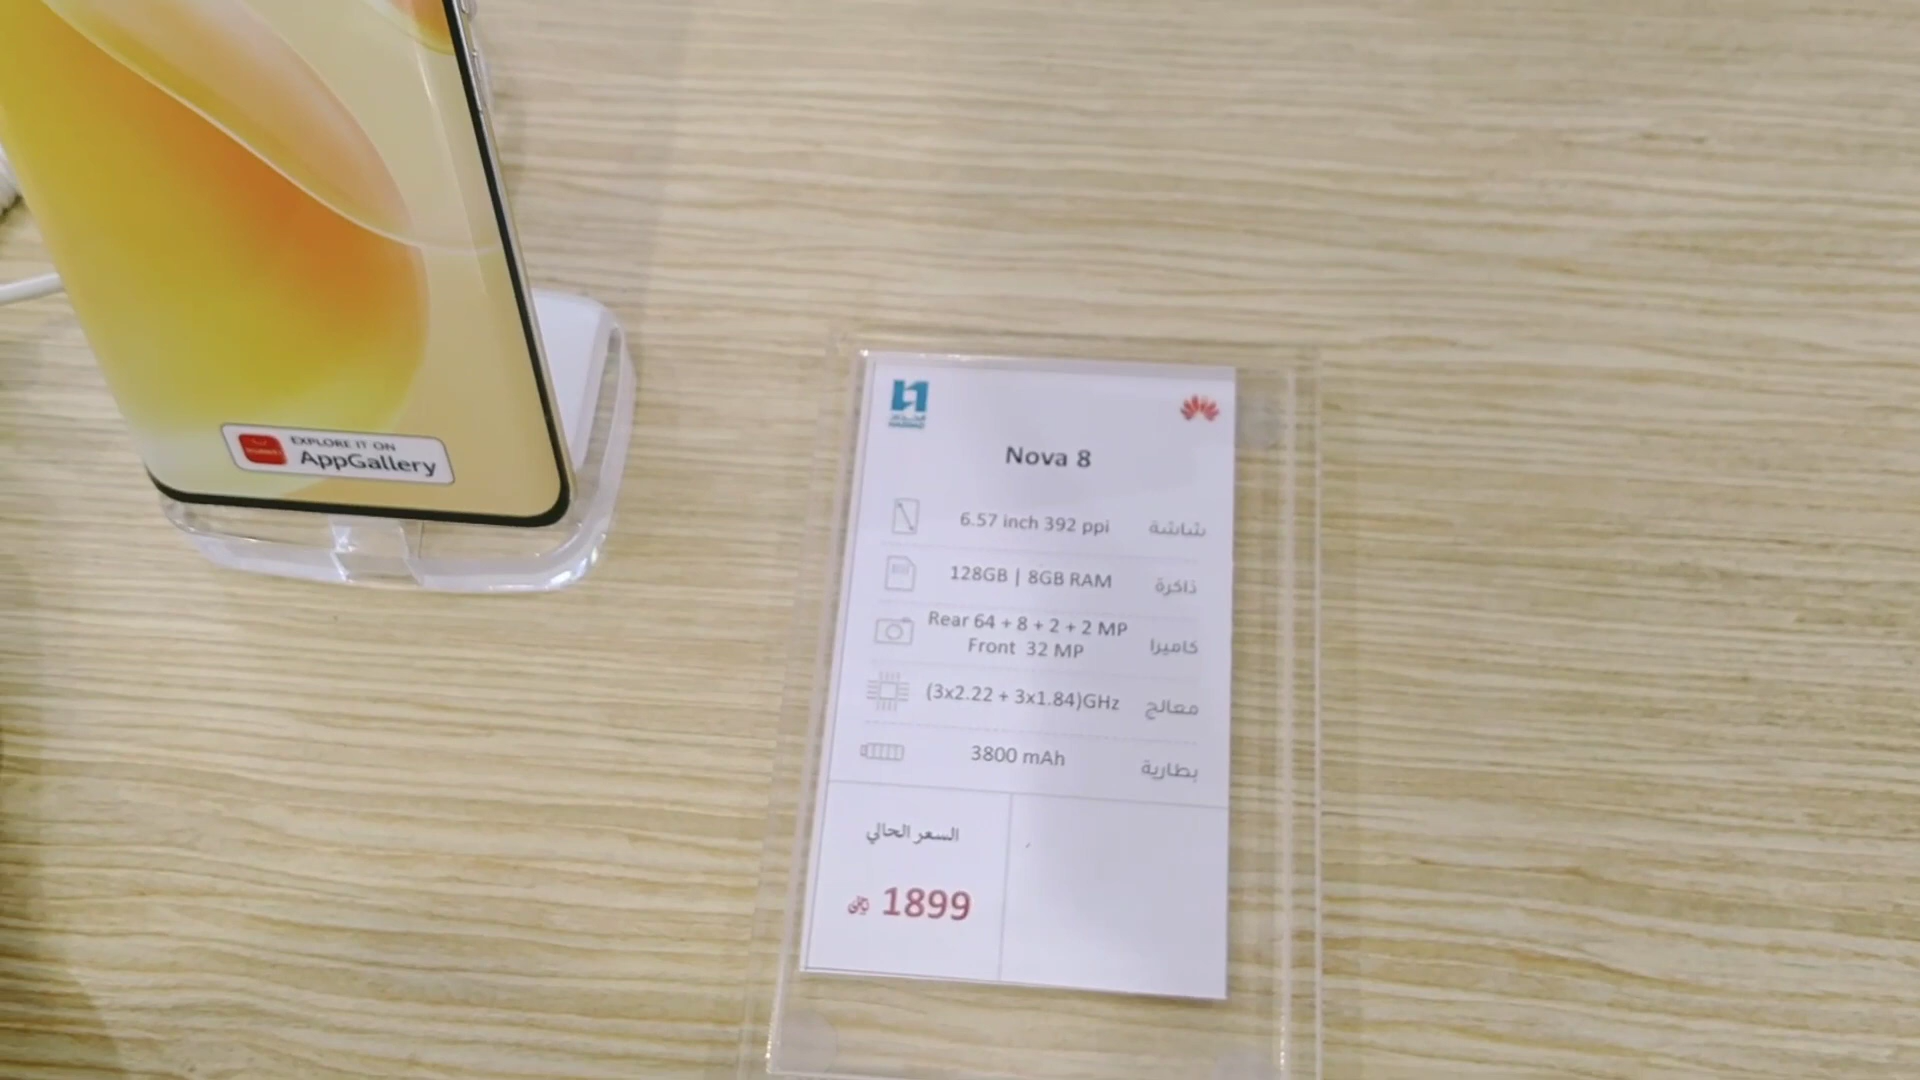 EXPLORE IT ON
AppGallery
Nova 8
6.57 inch 392 ppi شاشة
128GB | 8GB RAM ذاكرة
Rear 64 + 8 + 2 + 2 MP
Front 32 MP كاميرا
(3x2.22 + 3x1.84)GHz معالج
3800 mAh بطارية
السعر الحالي
1899 ريال